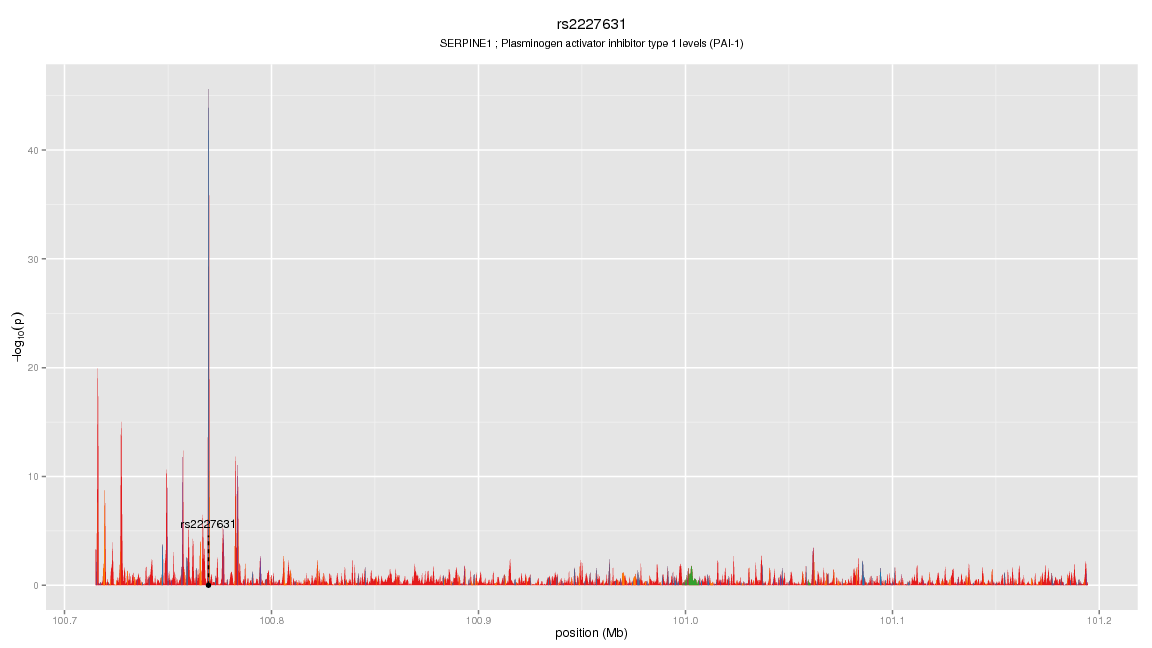 rs2227631
SERPINE1 ; Plasminogen activator inhibitor type 1 levels (PAI-1)
40
30
20
10
0
−log10(p)
rs2227631
100.7 100.8 100.9 101.0 101.1 101.2
position (Mb)